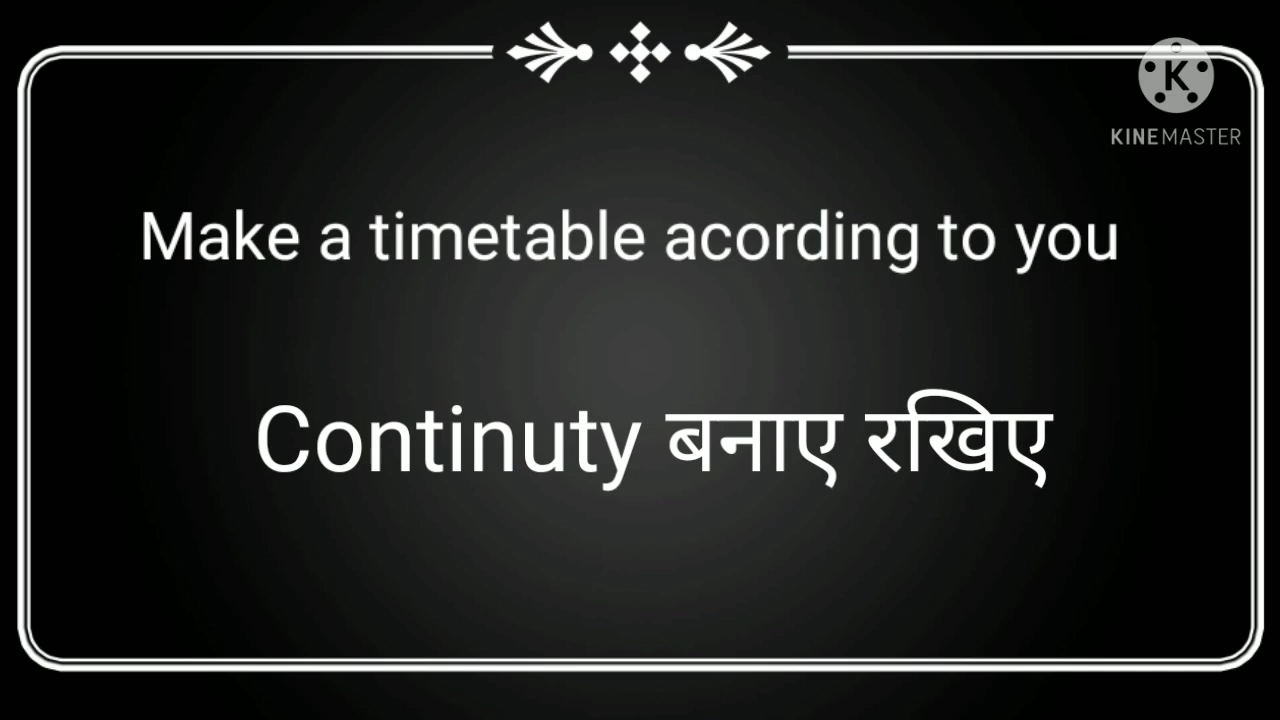 K
KINEMASTER
Make a timetable acording to you
Continuty बनाए रखिए